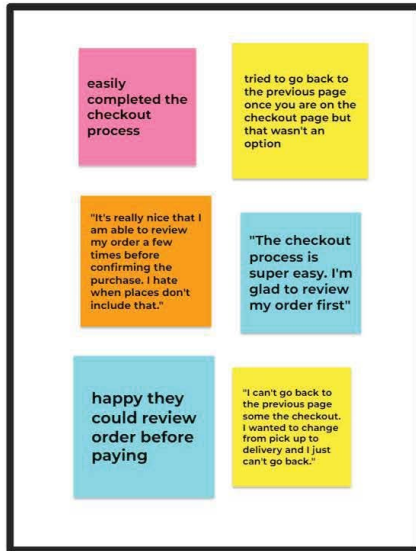 easily
completed the
checkout
process
tried to go back to
the previous page
once you are on the
checkout page but
that wasn't an
option
"It's really nice that I
am able to review
my order a few
times before
confirming the
purchase. I hate
when places don't
include that."
"The checkout
process is
super easy. I'm
glad to review
my order first"
happy they
could review
order before
paying
"I can't go back to
the previous page
some the checkout.
I wanted to change
from pick up to
delivery and I just
can't go back."